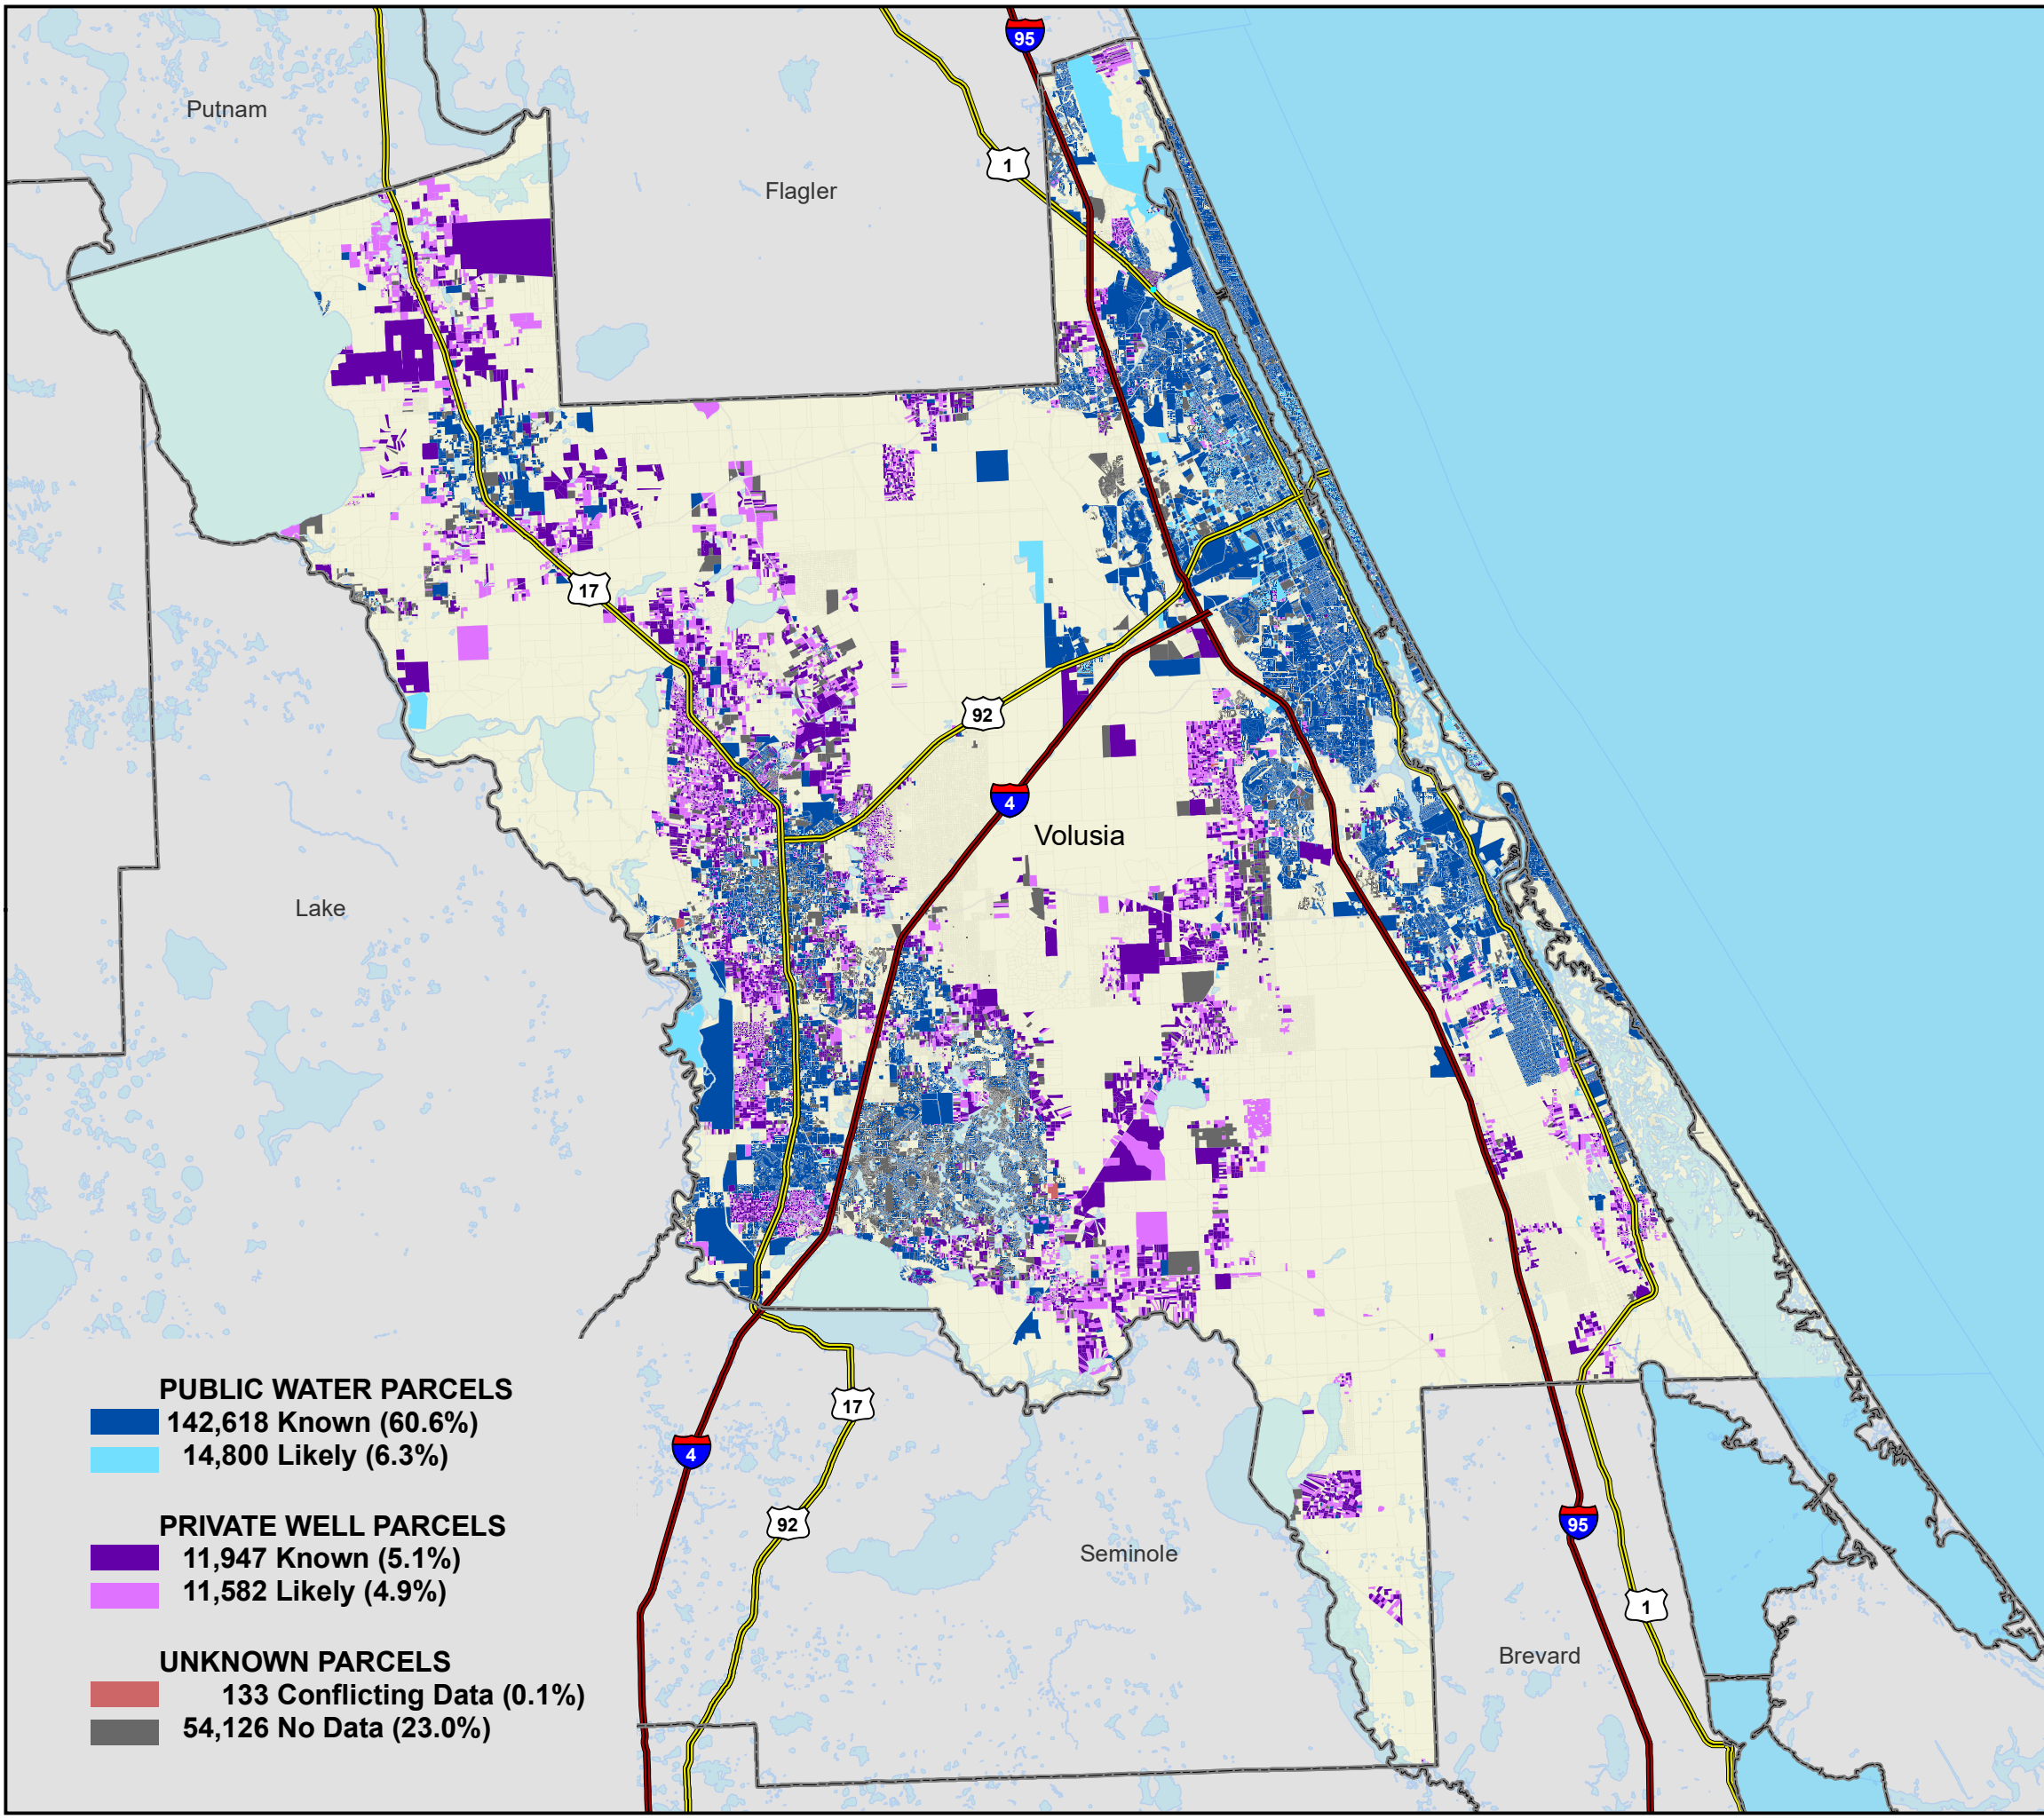 95
Putnam
1
Flagler
17
92
4
Volusia
Lake
PUBLIC WATER PARCELS
142,618 Known (60.6%)
14,800 Likely (6.3%)
17
4
PRIVATE WELL PARCELS
92
95
11,947 Known (5.1%)
Seminole
11,582 Likely (4.9%)
1
UNKNOWN PARCELS
Brevard
133 Conflicting Data (0.1%)
54,126 No Data (23.0%)